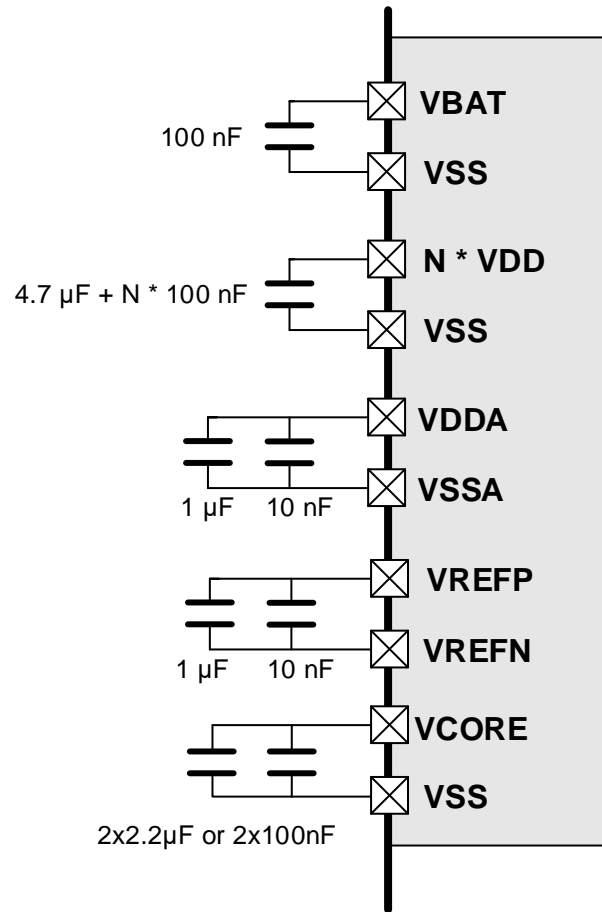 VBAT
100 nF
VSS
N * VDD
4.7 µF + N * 100 nF
VSS
VDDA
VSSA
1 µF 10 nF
VREFP
VREFN
1 µF 10 nF
VCORE
VSS
2x2.2µF or 2x100nF